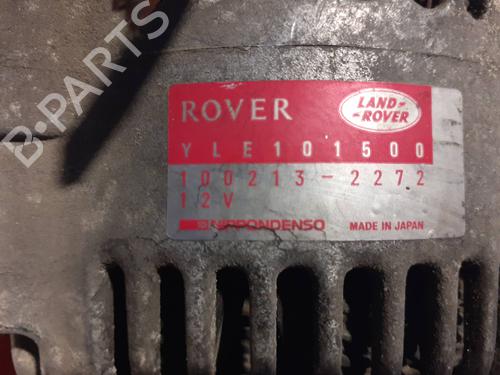 ROVER
LAND-
-ROVER
YLE101500
100213-2272
12V
NIPPONDENSO
MADE IN JAPAN
B-PARTS